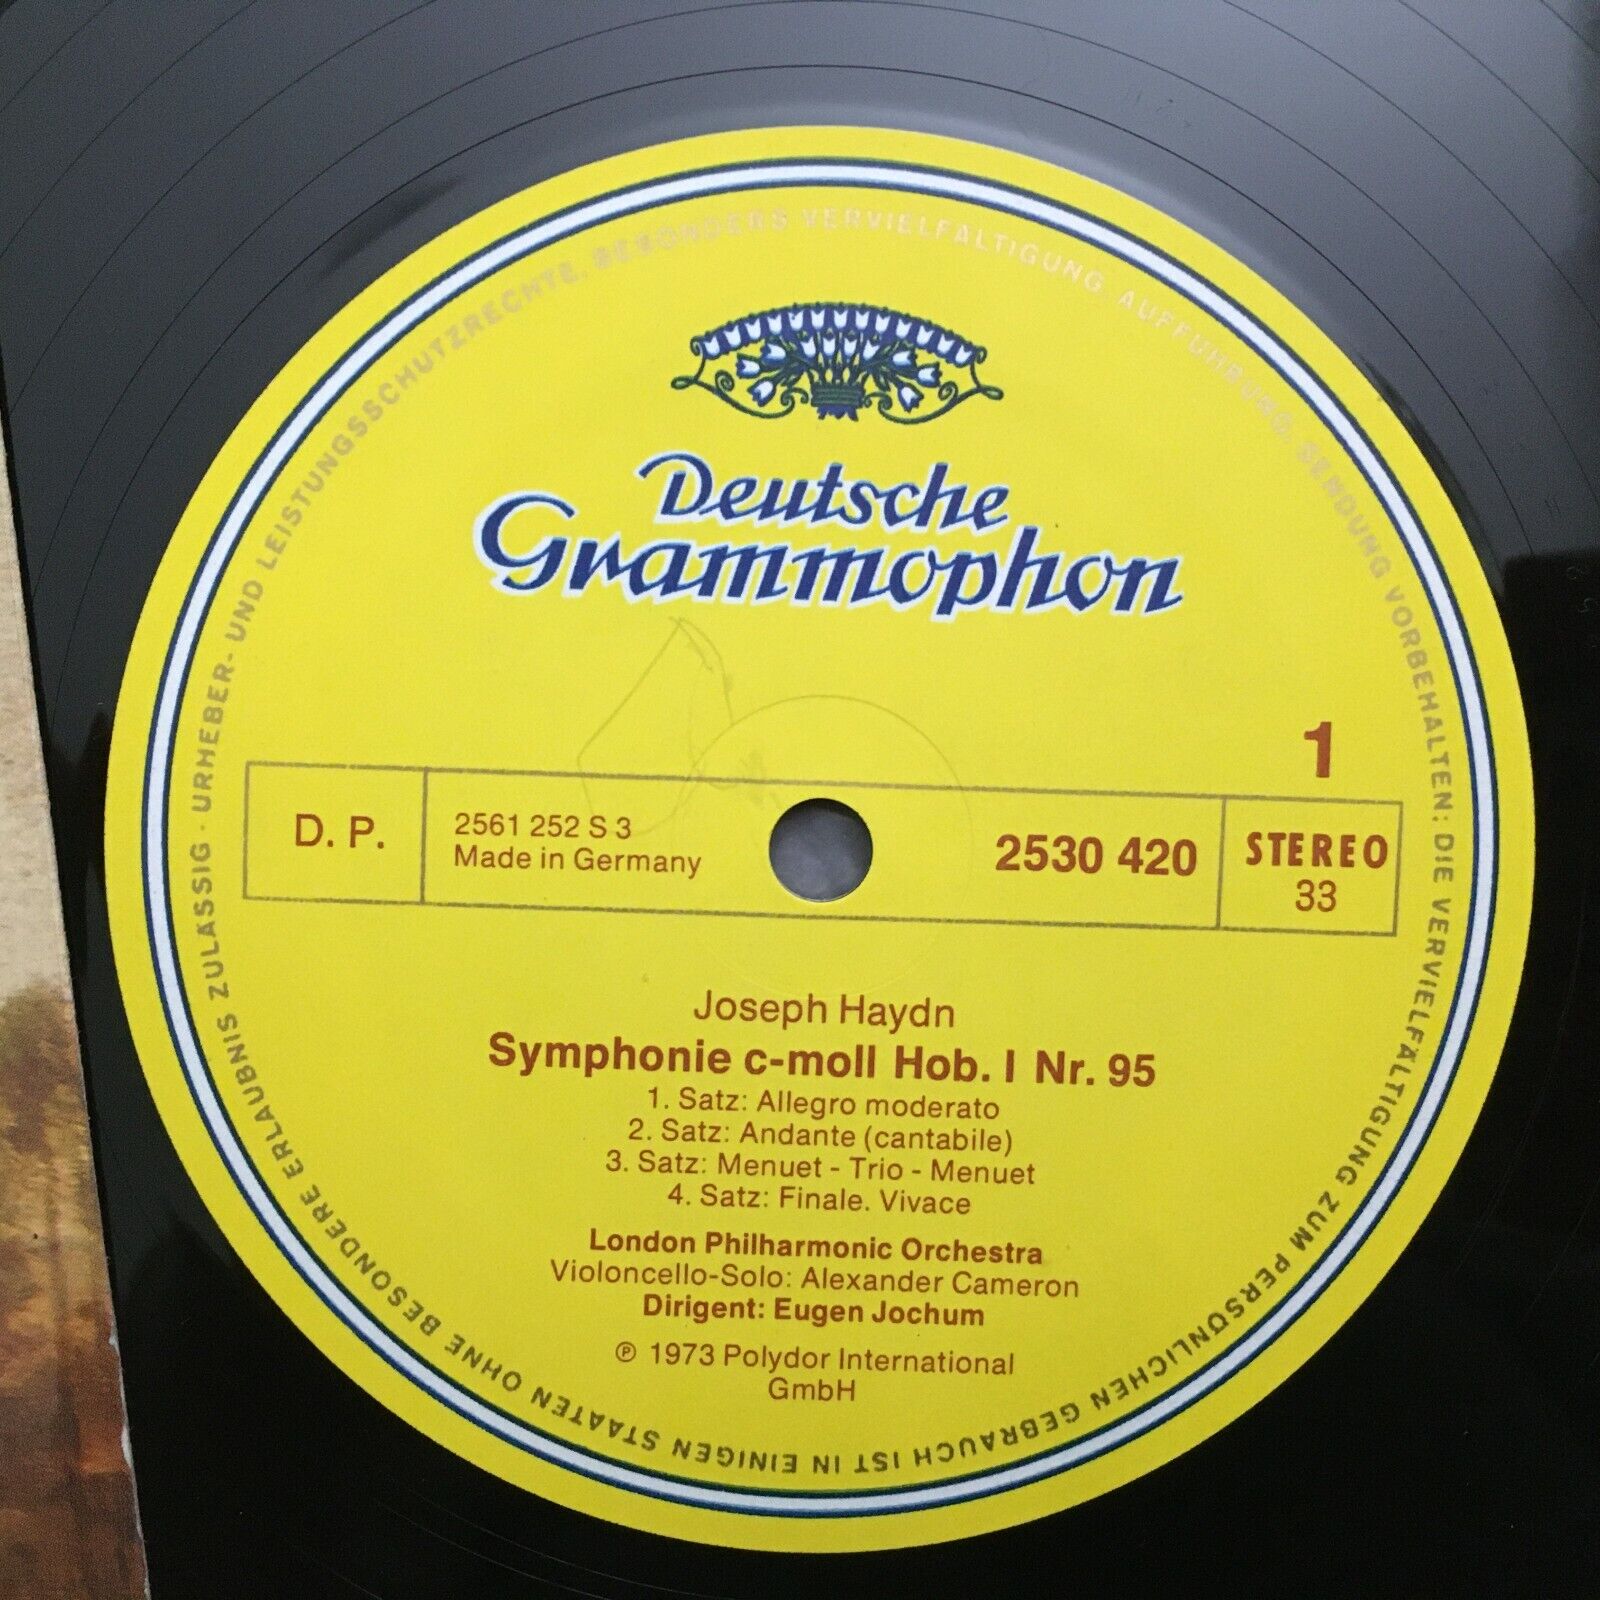 Deutsche
Grammophon
1
D. P.
2561 252 S 3
Made in Germany
2530 420
STEREO
33
Joseph Haydn
Symphonie c-moll Hob. I Nr. 95
1. Satz: Allegro moderato
2. Satz: Andante (cantabile)
3. Satz: Menuet - Trio - Menuet
4. Satz: Finale. Vivace
London Philharmonic Orchestra
Violoncello-Solo: Alexander Cameron
Dirigent: Eugen Jochum
℗ 1973 Polydor International
GmbH
URHEBER- UND LEISTUNGSSCHUTZRECHTE, BESONDERS VERVIELFÄLTIGUNG, AUFFÜHRUNG, SENDUNG VORBEHALTEN; DIE VERVIELFÄLTIGUNG ZUM PERSÖNLICHEN GEBRAUCH IST IN EINIGEN STAATEN OHNE BESONDERE ERLAUBNIS ZULÄSSIG ·